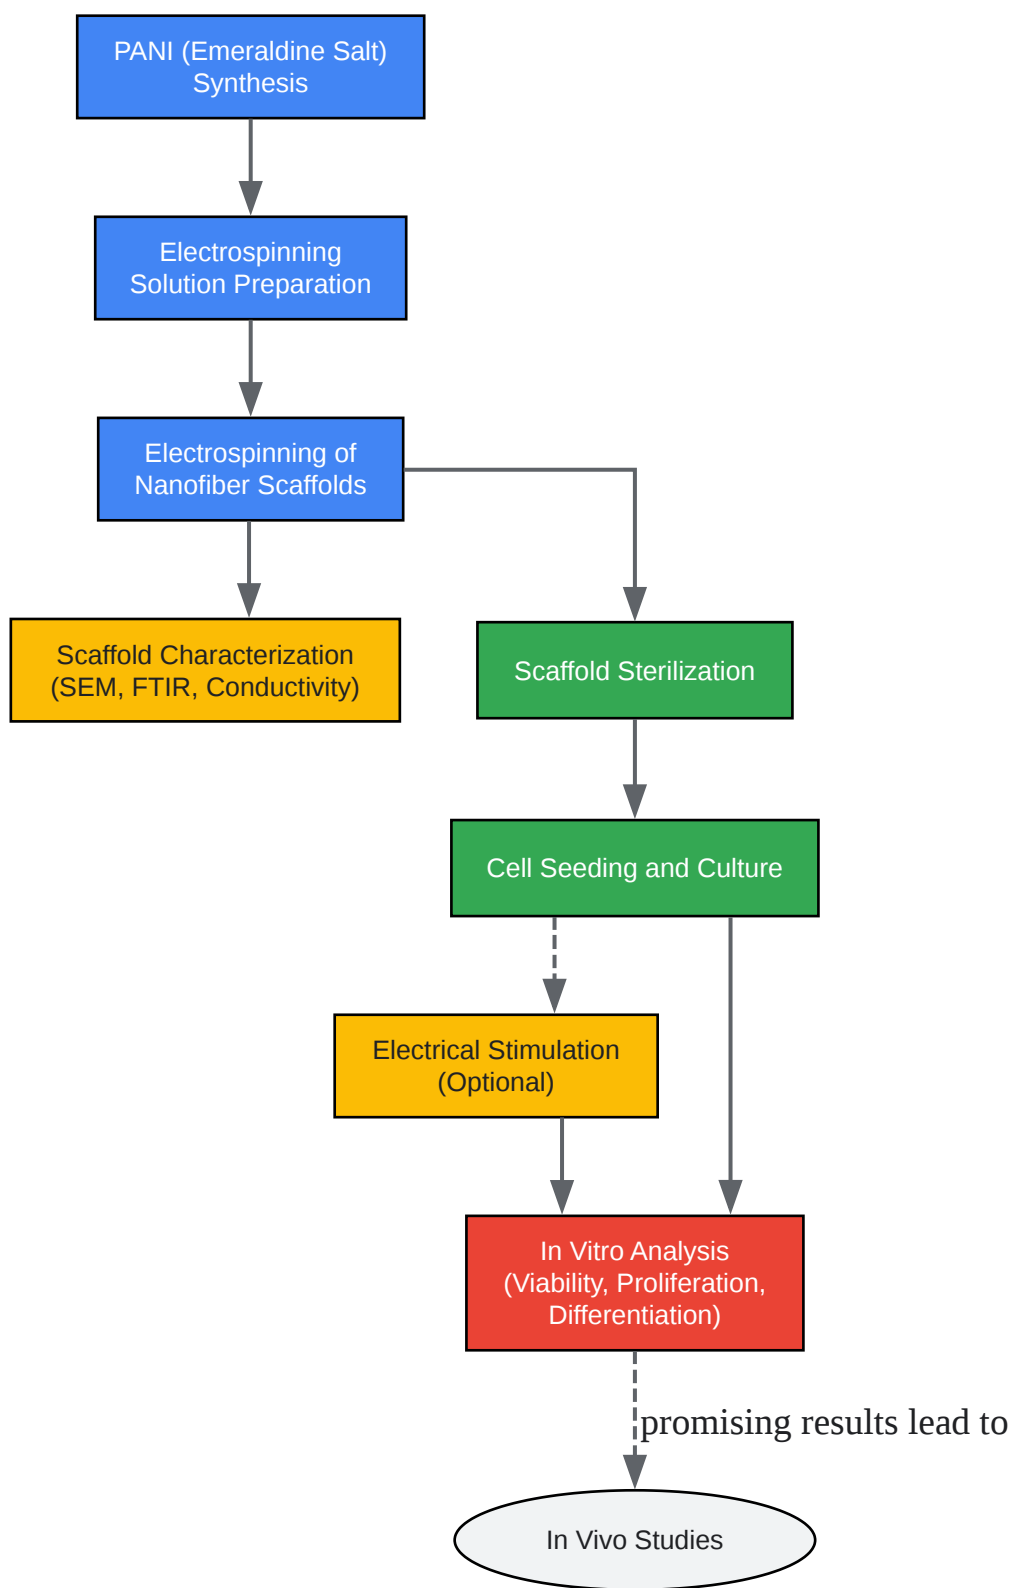 PANI (Emeraldine Salt)
Synthesis
Electrospinning
Solution Preparation
Electrospinning of
Nanofiber Scaffolds
Scaffold Characterization
(SEM, FTIR, Conductivity)
Scaffold Sterilization
Cell Seeding and Culture
Electrical Stimulation
(Optional)
In Vitro Analysis
(Viability, Proliferation,
Differentiation)
promising results lead to
In Vivo Studies